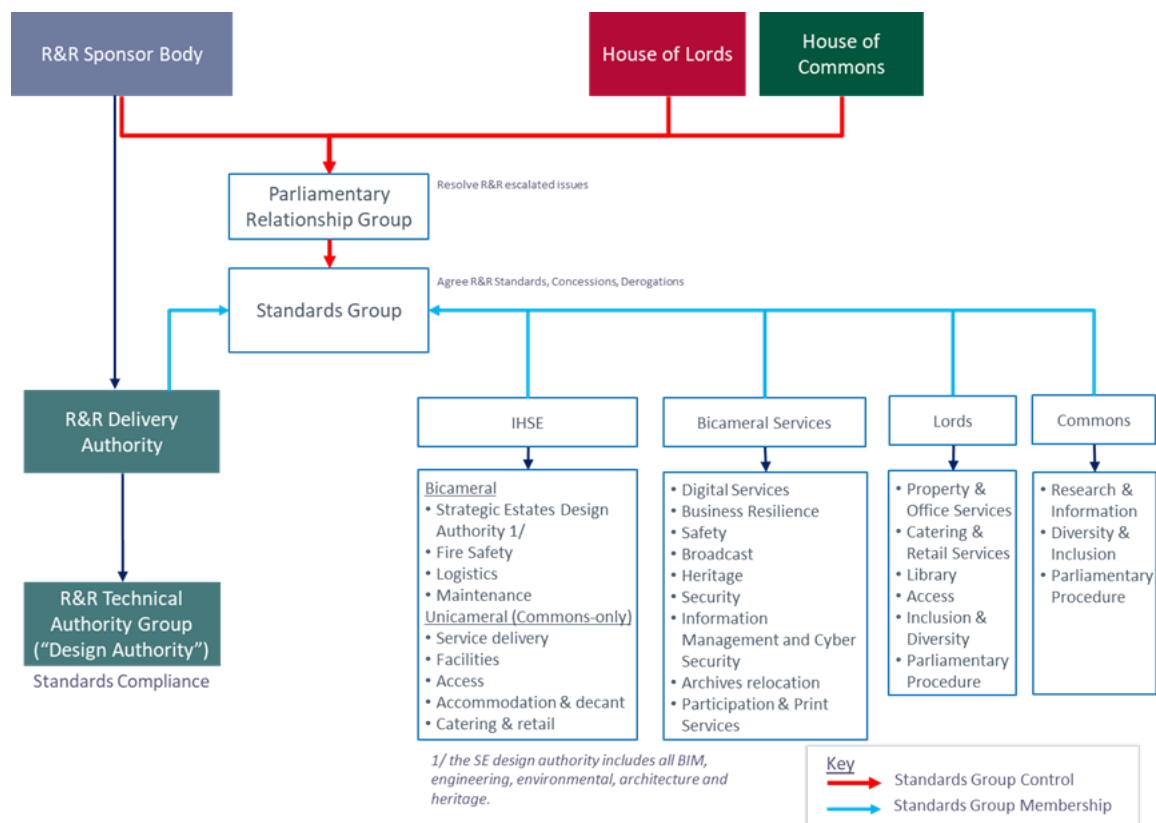 R&R Sponsor Body
House of Lords
House of
Commons
Parliamentary
Relationship Group
Resolve R&R escalated issues
Standards Group
Agree R&R Standards, Concessions, Derogations
R&R Delivery
Authority
R&R Technical
Authority Group
(“Design Authority”)
Standards Compliance
IHSE
Bicameral
• Strategic Estates Design
Authority 1/
• Fire Safety
• Logistics
• Maintenance
Unicameral (Commons-only)
• Service delivery
• Facilities
• Access
• Accommodation & decant
• Catering & retail
Bicameral Services
• Digital Services
• Business Resilience
• Safety
• Broadcast
• Heritage
• Security
• Information
Management and Cyber
Security
• Archives relocation
• Participation & Print
Services
Lords
• Property &
Office Services
• Catering &
Retail Services
• Library
• Access
• Inclusion &
Diversity
• Parliamentary
Procedure
Commons
• Research &
Information
• Diversity &
Inclusion
• Parliamentary
Procedure
1/ the SE design authority includes all BIM,
engineering, environmental, architecture and
heritage.
Key
Standards Group Control
Standards Group Membership